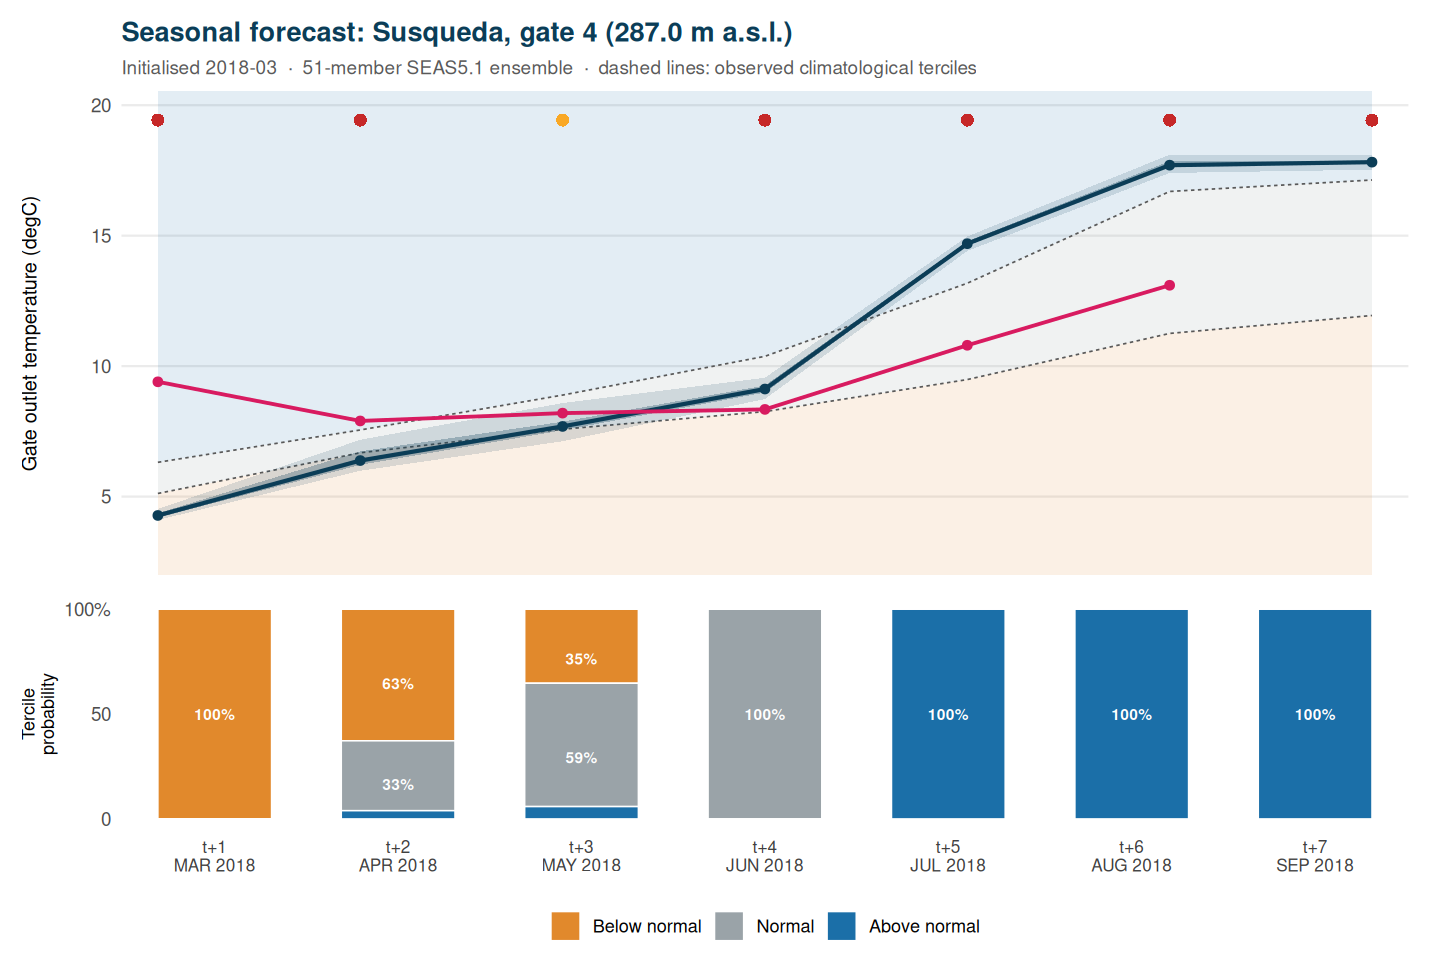 Seasonal forecast: Susqueda, gate 4 (287.0 m a.s.l.)
Initialised 2018-03 · 51-member SEAS5.1 ensemble · dashed lines: observed climatological terciles
Gate outlet temperature (degC)
20
15
10
5
Tercile
probability
100%
50
0
100%
63%
33%
35%
59%
100%
100%
100%
100%
t+1
MAR 2018
t+2
APR 2018
t+3
MAY 2018
t+4
JUN 2018
t+5
JUL 2018
t+6
AUG 2018
t+7
SEP 2018
Below normal
Normal
Above normal